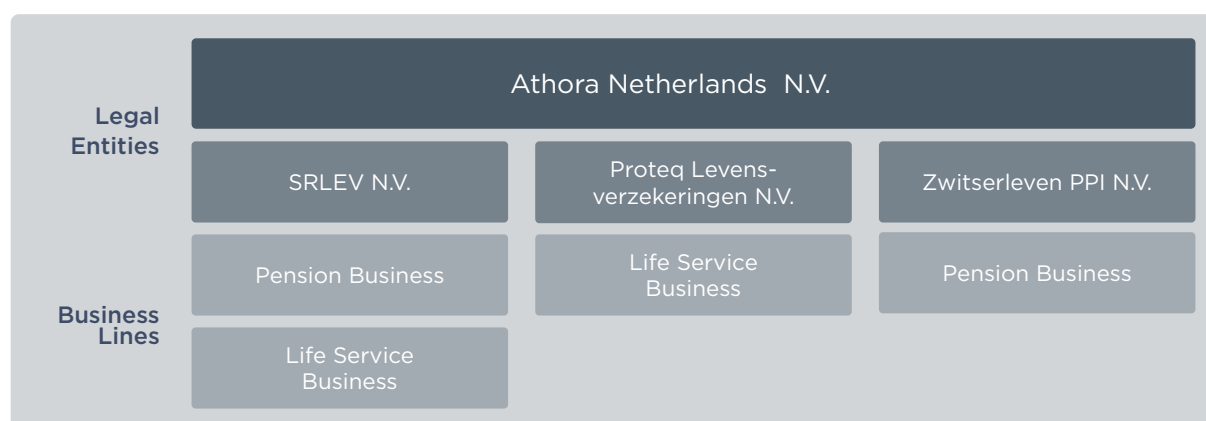 Athora Netherlands N.V.
Legal
Entities
SRLEV N.V.
Proteq Levens-
verzekeringen N.V.
Zwitserleven PPI N.V.
Pension Business
Life Service
Business
Pension Business
Business
Lines
Life Service
Business